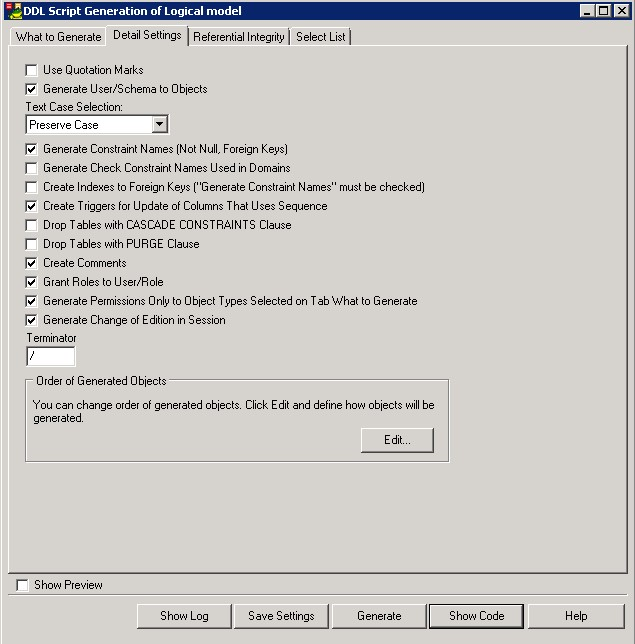 DDL Script Generation of Logical model
What to Generate
Detail Settings
Referential Integrity
Select List
Use Quotation Marks
Generate User/Schema to Objects
Text Case Selection:
Preserve Case
Generate Constraint Names (Not Null, Foreign Keys)
Generate Check Constraint Names Used in Domains
Create Indexes to Foreign Keys ("Generate Constraint Names" must be checked)
Create Triggers for Update of Columns That Uses Sequence
Drop Tables with CASCADE CONSTRAINTS Clause
Drop Tables with PURGE Clause
Create Comments
Grant Roles to User/Role
Generate Permissions Only to Object Types Selected on Tab What to Generate
Generate Change of Edition in Session
Terminator
/
Order of Generated Objects
You can change order of generated objects. Click Edit and define how objects will be
generated.
Edit...
Show Preview
Show Log
Save Settings
Generate
Show Code
Help